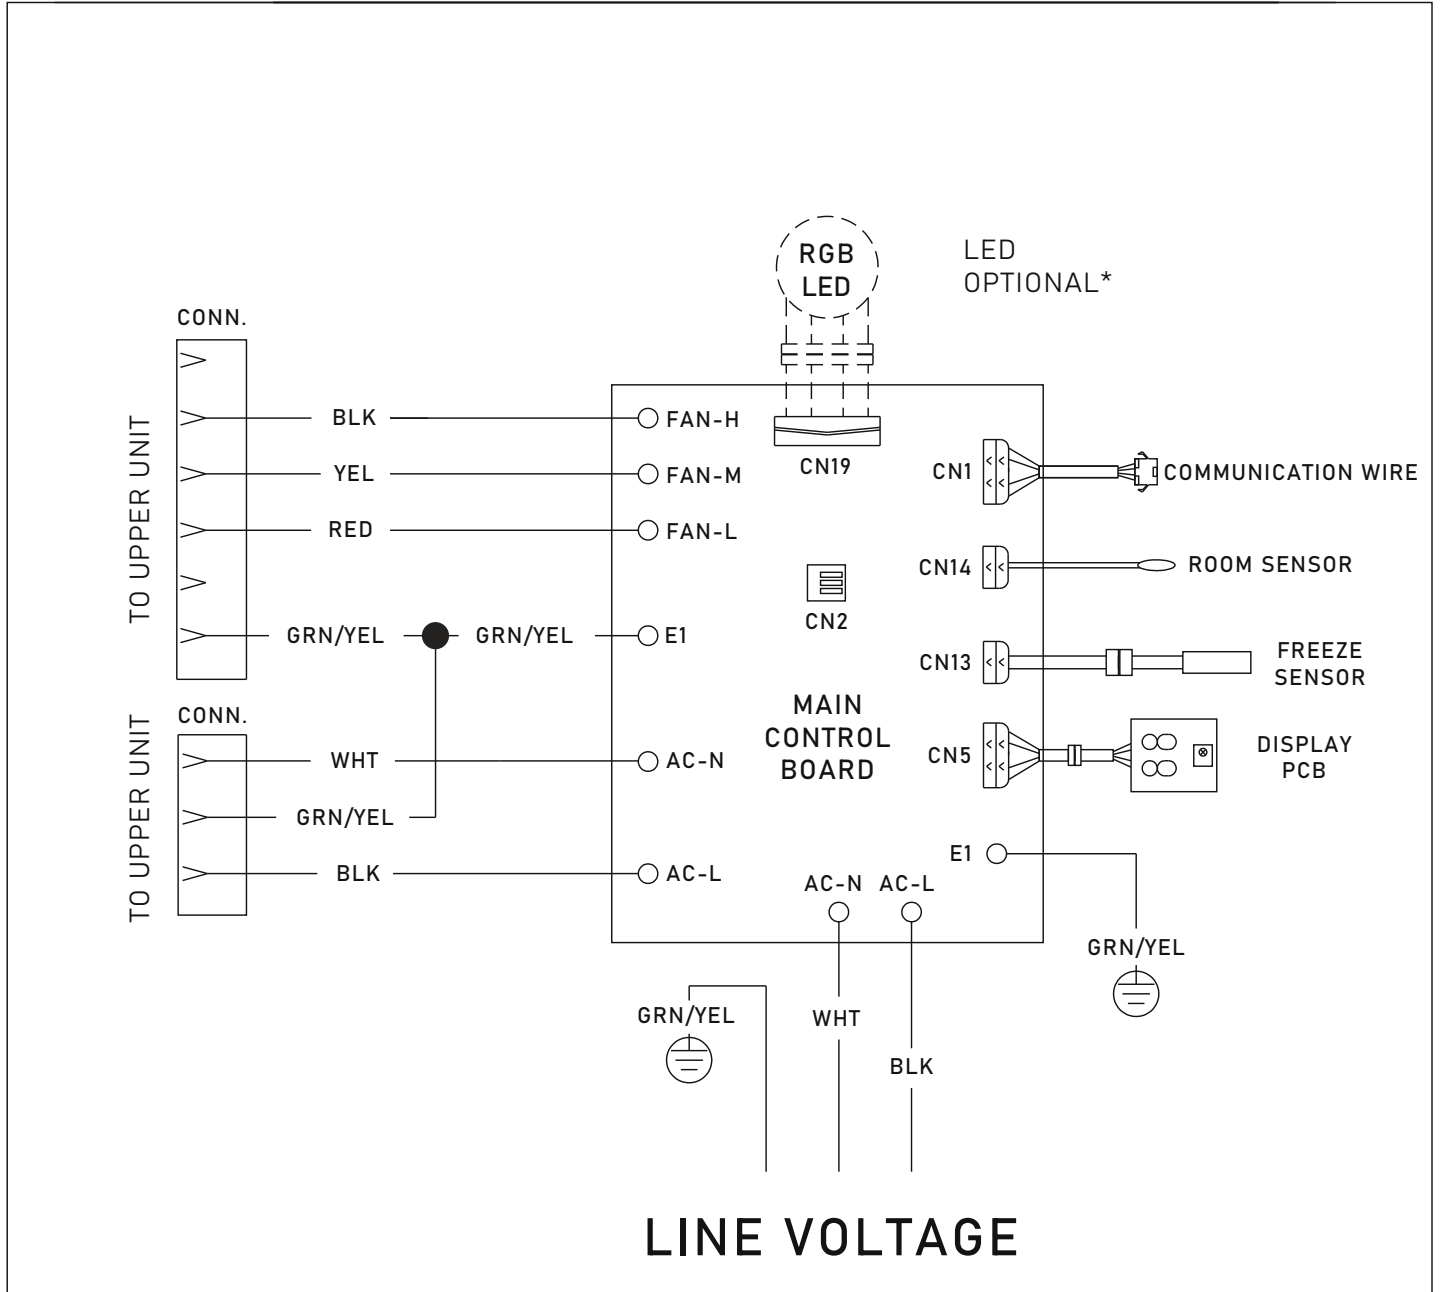 RGB
LED
LED
OPTIONAL*
CONN.
TO UPPER UNIT
BLK
FAN-H
YEL
FAN-M
RED
FAN-L
GRN/YEL
GRN/YEL
E1
CN19
CN1
COMMUNICATION WIRE
CN14
ROOM SENSOR
CN2
CN13
FREEZE
SENSOR
MAIN
CONTROL
BOARD
CN5
DISPLAY
PCB
CONN.
TO UPPER UNIT
WHT
AC-N
GRN/YEL
BLK
AC-L
E1
AC-N
AC-L
GRN/YEL
GRN/YEL
WHT
BLK
LINE VOLTAGE